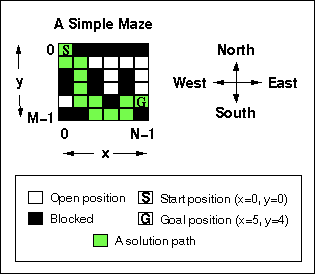 A Simple Maze
0 S
North
y
West East
G
South
M-1
0 N-1
x
Open position
S Start position (x=0, y=0)
Blocked
G Goal position (x=5, y=4)
A solution path